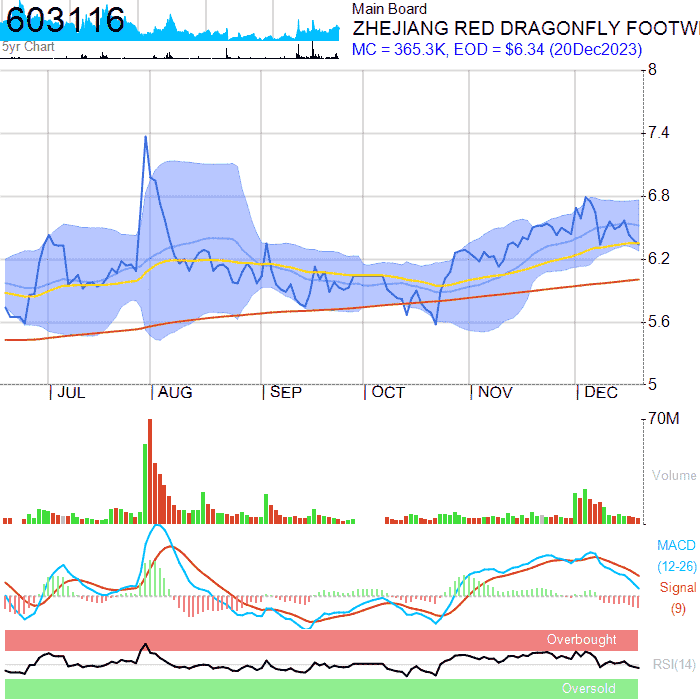 603116
5yr Chart
Main Board
ZHEJIANG RED DRAGONFLY FOOTW
MC = 365.3K, EOD = $6.34 (20Dec2023)
8
7.4
6.8
6.2
5.6
5
JUL AUG SEP OCT NOV DEC
70M
Volume
MACD
(12-26)
Signal
(9)
Overbought
RSI(14)
Oversold